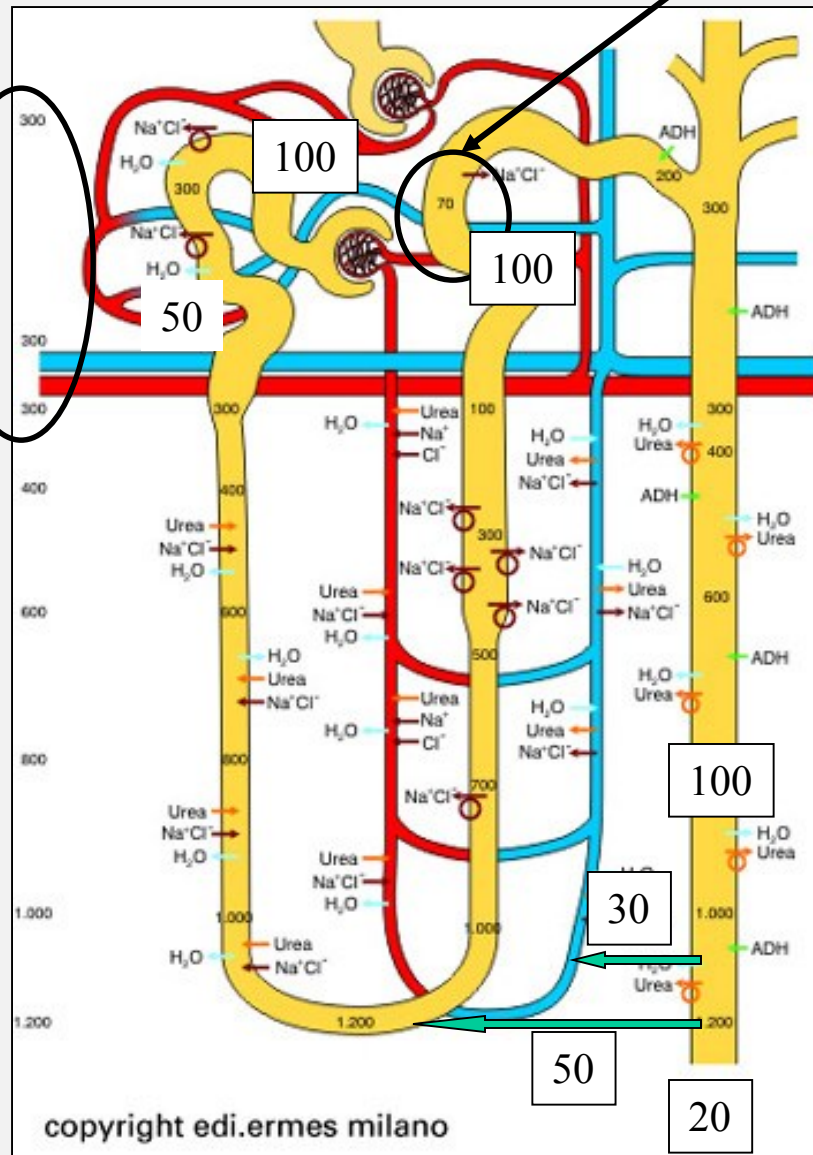 300
300
300
400
600
800
1.000
1.200
Na⁺Cl⁻
H₂O
300
Na⁺Cl⁻
H₂O
100
50
300
400
Urea
Na⁺Cl⁻
H₂O
600
H₂O
Urea
Na⁺Cl⁻
800
Urea
Na⁺Cl⁻
H₂O
1.000
H₂O
Urea
Na⁺Cl⁻
1.200
H₂O
Urea
Na⁺
Cl⁻
Urea
Na⁺Cl⁻
H₂O
Urea
Na⁺
H₂O
Cl⁻
Urea
Na⁺Cl⁻
H₂O
70
Na⁺Cl⁻
100
100
Na⁺Cl⁻
300
Na⁺Cl⁻
Na⁺Cl⁻
Na⁺Cl⁻
500
700
Na⁺Cl⁻
1.000
H₂O
Urea
Na⁺Cl⁻
H₂O
Urea
Na⁺Cl⁻
H₂O
Urea
Na⁺Cl⁻
30
50
ADH
200
300
ADH
300
H₂O
Urea
400
ADH
H₂O
Urea
600
ADH
H₂O
Urea
100
H₂O
Urea
1.000
ADH
H₂O
Urea
1.200
20
copyright edi.ermes milano